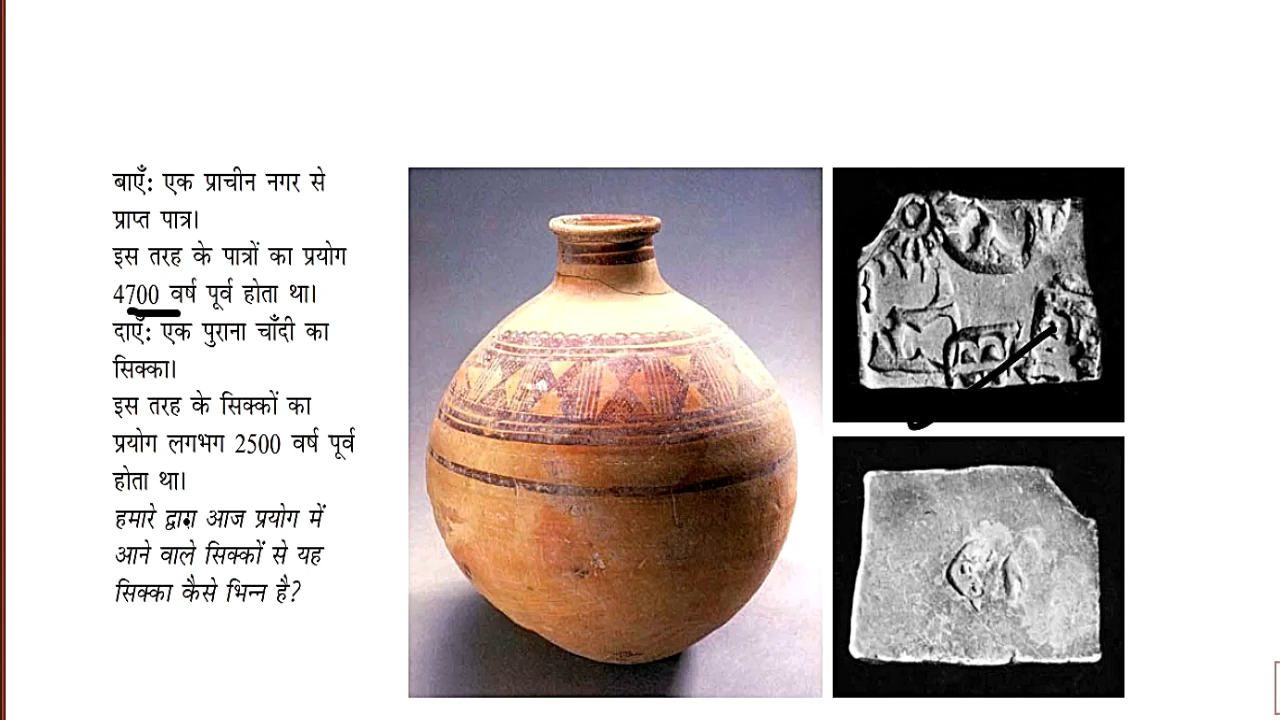 बाएँ: एक प्राचीन नगर से
प्राप्त पात्र।
इस तरह के पात्रों का प्रयोग
4700 वर्ष पूर्व होता था।
दाएँ: एक पुराना चाँदी का
सिक्का।
इस तरह के सिक्कों का
प्रयोग लगभग 2500 वर्ष पूर्व
होता था।
हमारे द्वारा आज प्रयोग में
आने वाले सिक्कों से यह
सिक्का कैसे भिन्न है?